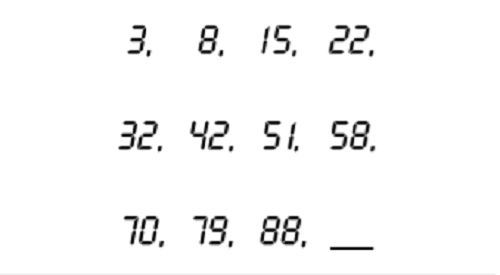 3, 8, 15, 22,
32, 42, 51, 58,
70, 79, 88, __